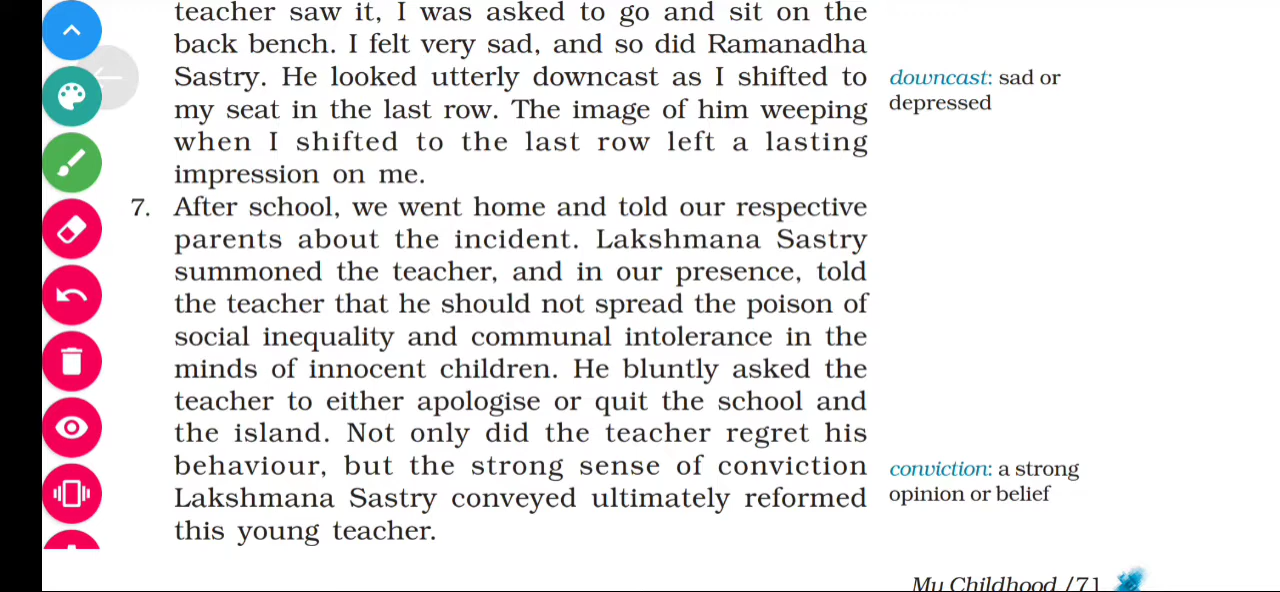 teacher saw it, I was asked to go and sit on the
back bench. I felt very sad, and so did Ramanadha
Sastry. He looked utterly downcast as I shifted to
my seat in the last row. The image of him weeping
when I shifted to the last row left a lasting
impression on me.
downcast: sad or
depressed
7. After school, we went home and told our respective
parents about the incident. Lakshmana Sastry
summoned the teacher, and in our presence, told
the teacher that he should not spread the poison of
social inequality and communal intolerance in the
minds of innocent children. He bluntly asked the
teacher to either apologise or quit the school and
the island. Not only did the teacher regret his
behaviour, but the strong sense of conviction
Lakshmana Sastry conveyed ultimately reformed
this young teacher.
conviction: a strong
opinion or belief
My Childhood /71